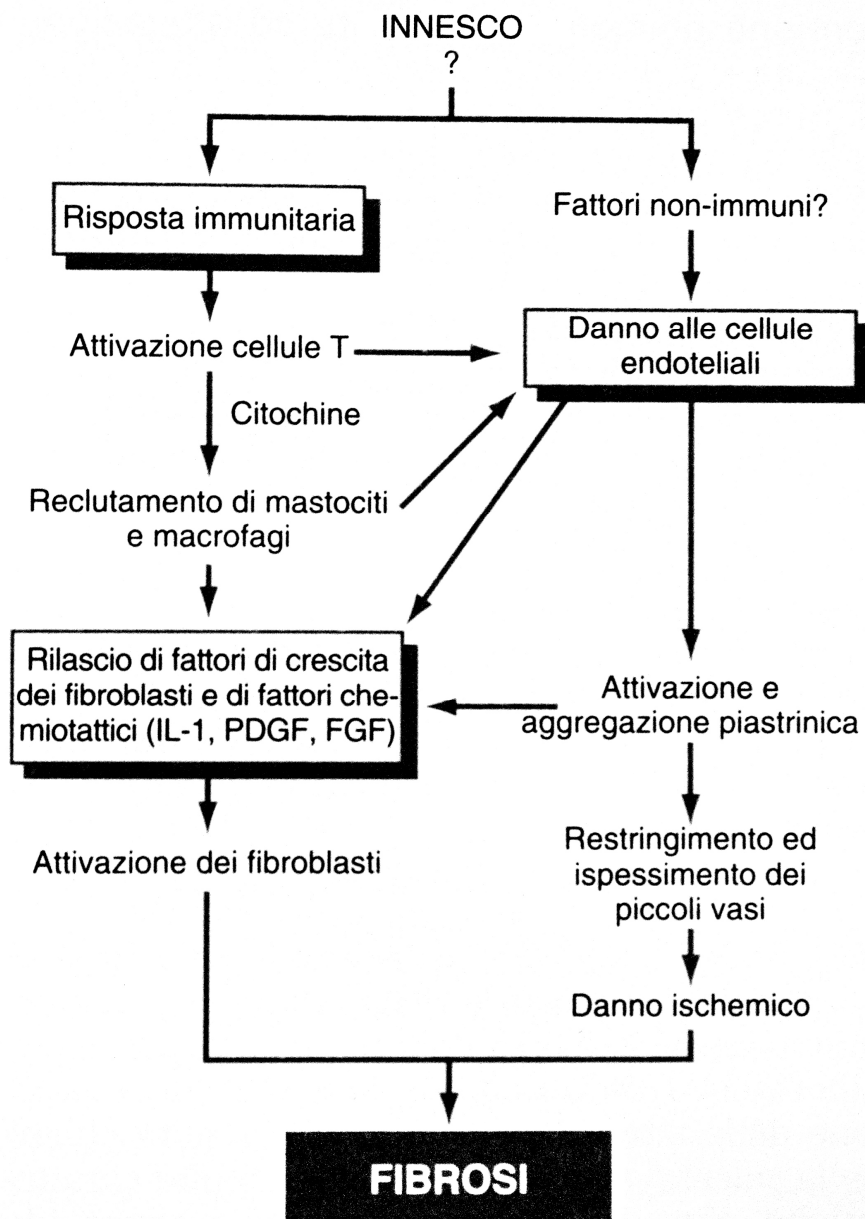 INNESCO
?
Risposta immunitaria
Fattori non-immuni?
Attivazione cellule T
Danno alle cellule
endoteliali
Citochine
Reclutamento di mastociti
e macrofagi
Rilascio di fattori di crescita
dei fibroblasti e di fattori che-
miotattici (IL-1, PDGF, FGF)
Attivazione e
aggregazione piastrinica
Attivazione dei fibroblasti
Restringimento ed
ispessimento dei
piccoli vasi
Danno ischemico
FIBROSI